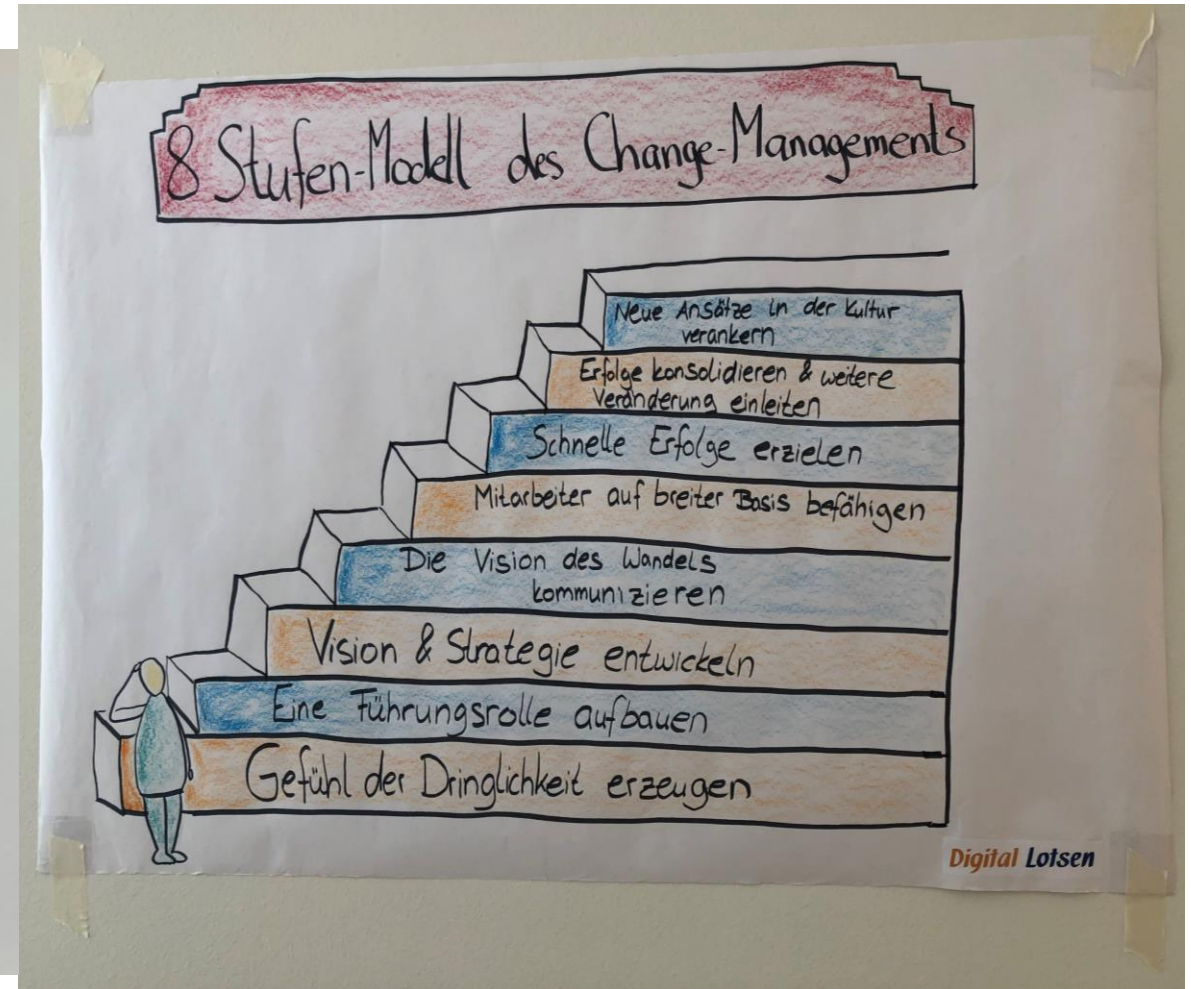 8 Stufen-Modell des Change-Managements
Neue Ansätze in der Kultur
verankern
Erfolge konsolidieren & weitere
Veränderung einleiten
Schnelle Erfolge erzielen
Mitarbeiter auf breiter Basis befähigen
Die Vision des Wandels
kommunizieren
Vision & Strategie entwickeln
Eine Führungsrolle aufbauen
Gefühl der Dringlichkeit erzeugen
Digital Lotsen